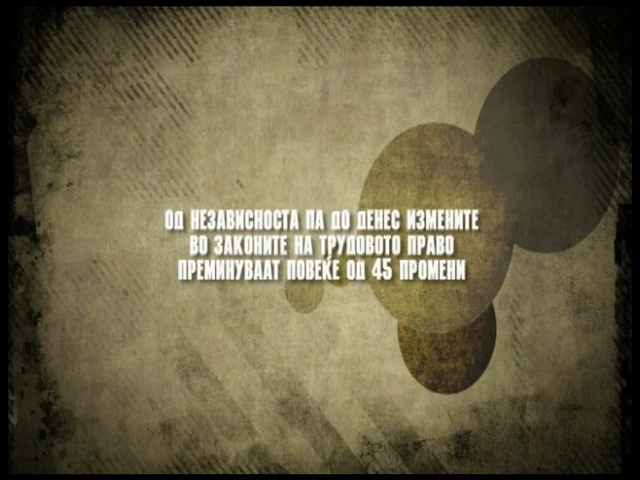 ОД НЕЗАВИСНОСТА ПА ДО ДЕНЕС ИЗМЕНИТЕ
ВО ЗАКОНИТЕ НА ТРУДОВОТО ПРАВО
ПРЕМИНУВААТ ПОВЕЌЕ ОД 45 ПРОМЕНИ